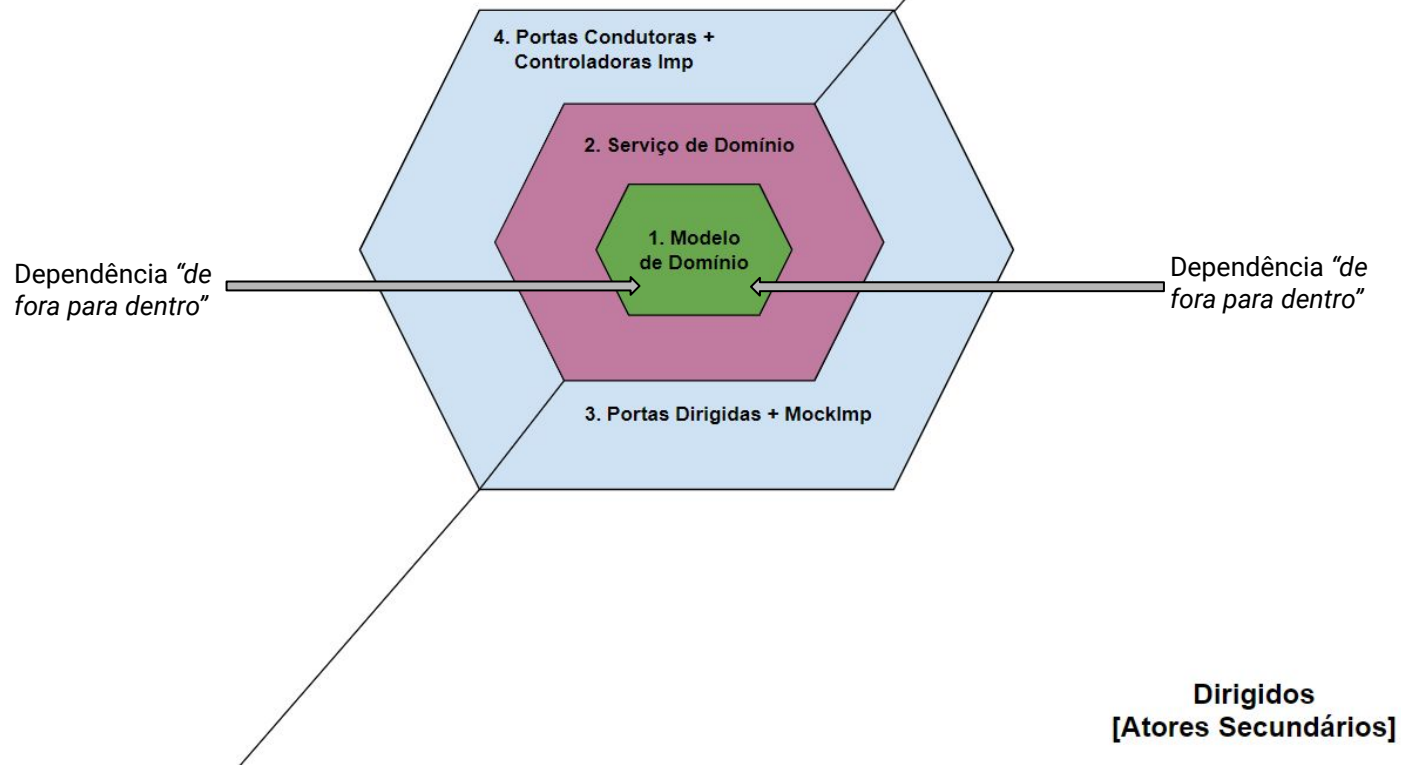 4. Portas Condutoras +
Controladoras Imp
2. Serviço de Domínio
1. Modelo
de Domínio
Dependência “de
fora para dentro”
Dependência “de
fora para dentro”
3. Portas Dirigidas + MockImp
Dirigidos
[Atores Secundários]